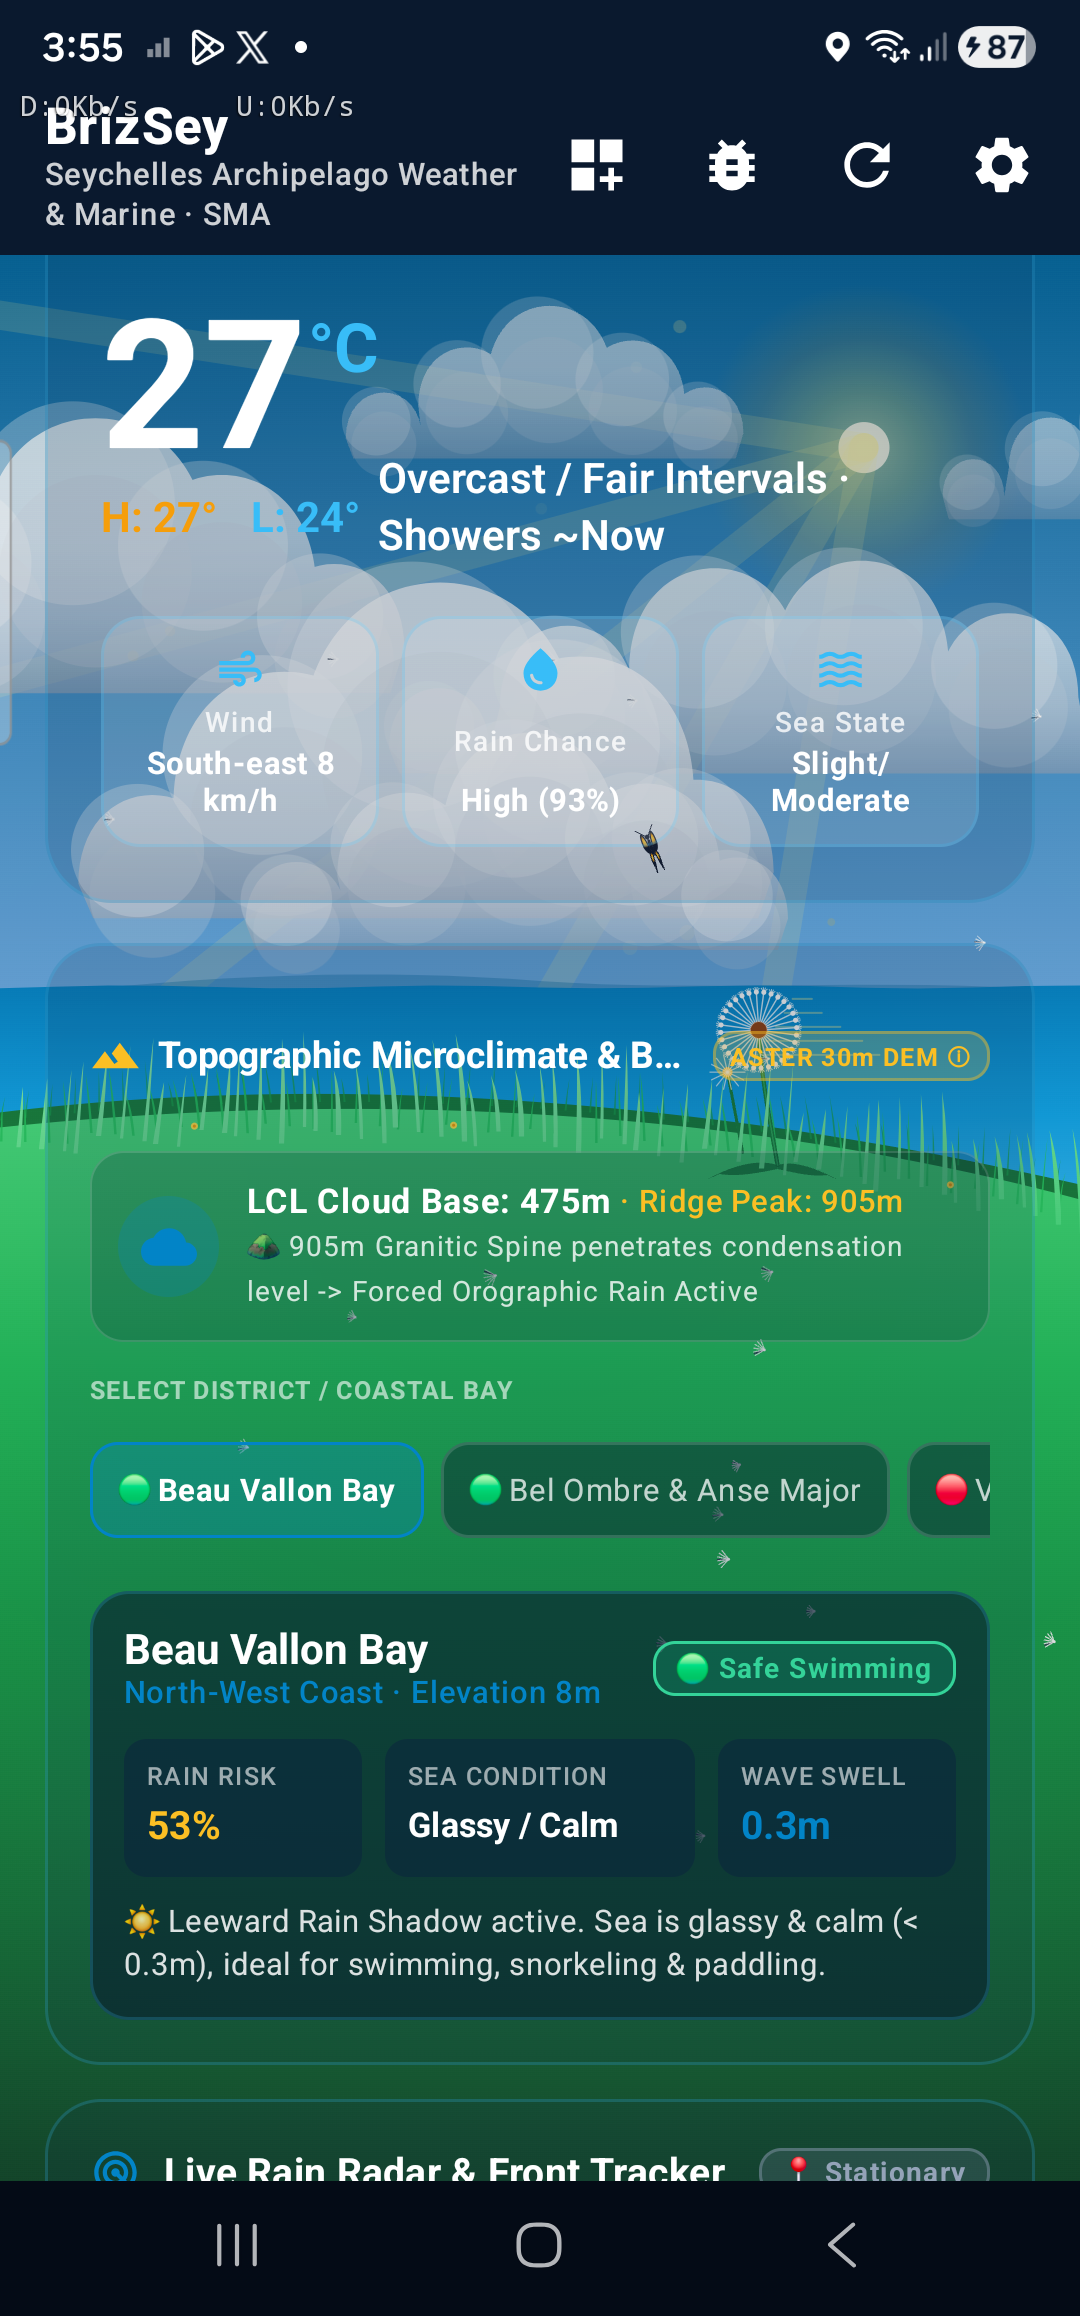 3:55
87
D:0Kb/s U:0Kb/s
BrizSey
Seychelles Archipelago Weather
& Marine · SMA
27°C
H: 27° L: 24°
Overcast / Fair Intervals ·
Showers ~Now
Wind
South-east 8
km/h
Rain Chance
High (93%)
Sea State
Slight/
Moderate
Topographic Microclimate & B...
ASTER 30m DEM
LCL Cloud Base: 475m · Ridge Peak: 905m
905m Granitic Spine penetrates condensation
level -> Forced Orographic Rain Active
SELECT DISTRICT / COASTAL BAY
Beau Vallon Bay
Bel Ombre & Anse Major
Beau Vallon Bay
North-West Coast · Elevation 8m
Safe Swimming
RAIN RISK
53%
SEA CONDITION
Glassy / Calm
WAVE SWELL
0.3m
Leeward Rain Shadow active. Sea is glassy & calm (<
0.3m), ideal for swimming, snorkeling & paddling.
Live Rain Radar & Front Tracker
Stationary